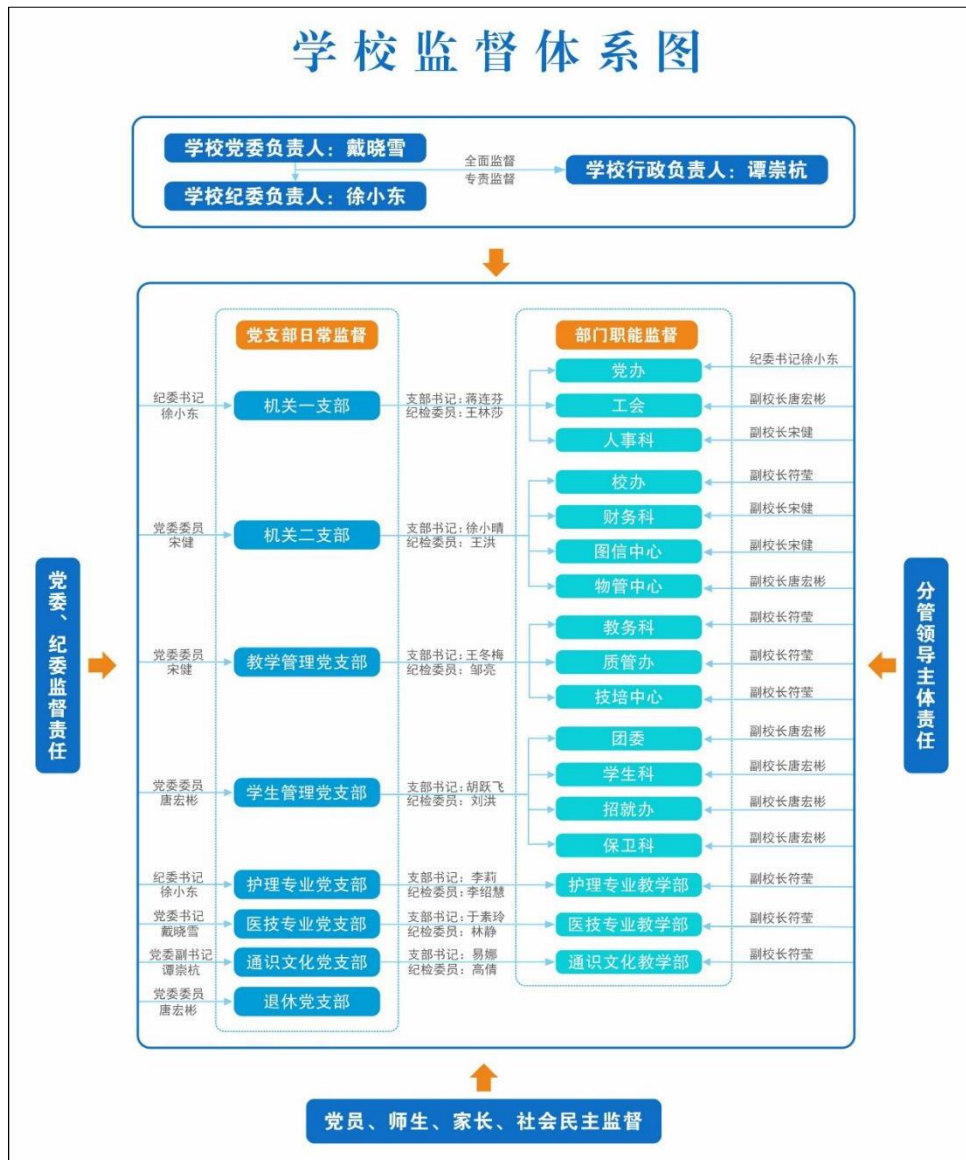 学校监督体系图
学校党委负责人：戴晓雪
全面监督
专责监督
学校行政负责人：谭崇杭
学校纪委负责人：徐小东
党支部日常监督
部门职能监督
纪委书记
徐小东
机关一支部
支部书记：蒋连芬
纪检委员：王林莎
党办
纪委书记徐小东
工会
副校长唐宏彬
人事科
副校长宋健
党委委员
宋健
机关二支部
支部书记：徐小晴
纪检委员：王洪
校办
副校长符莹
财务科
副校长宋健
图信中心
副校长宋健
物管中心
副校长唐宏彬
党委委员
宋健
教学管理党支部
支部书记：王冬梅
纪检委员：邹亮
教务科
副校长符莹
质管办
副校长符莹
技培中心
副校长符莹
党委委员
唐宏彬
学生管理党支部
支部书记：胡跃飞
纪检委员：刘洪
团委
副校长唐宏彬
学生科
副校长唐宏彬
招就办
副校长唐宏彬
保卫科
副校长唐宏彬
纪委书记
徐小东
护理专业党支部
支部书记：李莉
纪检委员：李绍慧
护理专业教学部
副校长符莹
党委书记
戴晓雪
医技专业党支部
支部书记：于素玲
纪检委员：林静
医技专业教学部
副校长符莹
党委副书记
谭崇杭
通识文化党支部
支部书记：易娜
纪检委员：高倩
通识文化教学部
副校长符莹
党委委员
唐宏彬
退休党支部
党委、纪委监督责任
分管领导主体责任
党员、师生、家长、社会民主监督